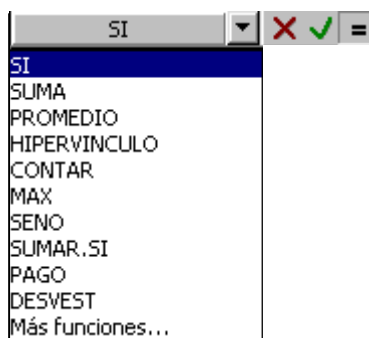 SI =
SI
SUMA
PROMEDIO
HIPERVINCULO
CONTAR
MAX
SENO
SUMAR.SI
PAGO
DESVEST
Más funciones...